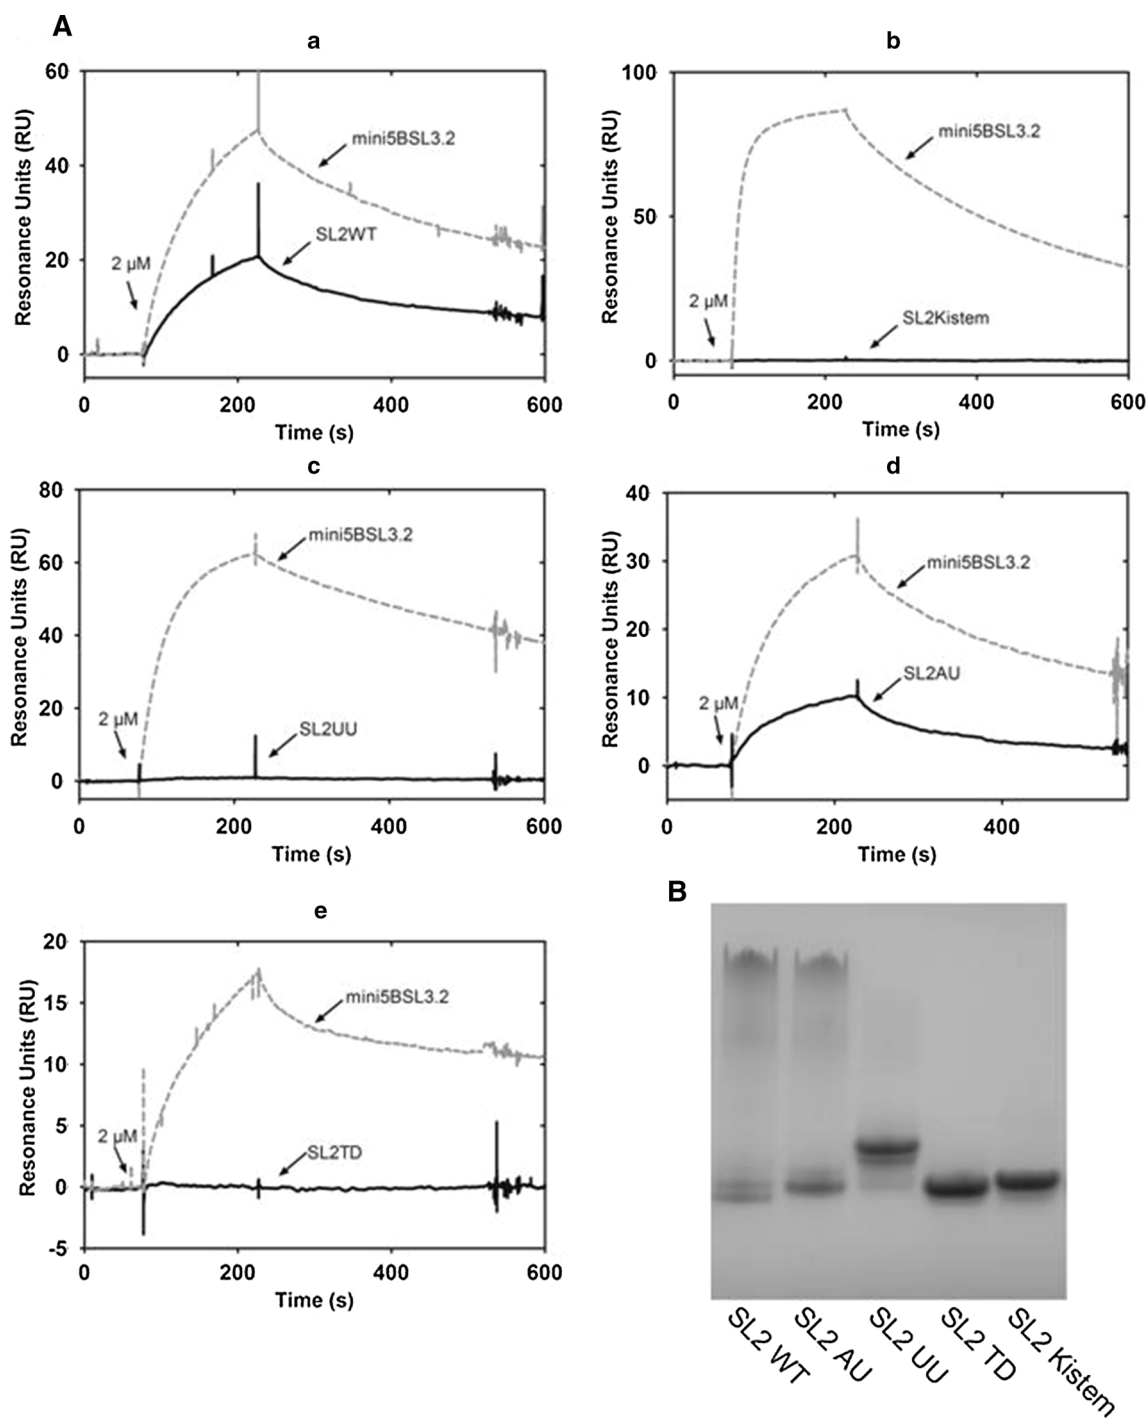 A
a
Resonance Units (RU)
60
40
20
0
mini5BSL3.2
SL2WT
2 µM
0 200 400 600
Time (s)
b
Resonance Units (RU)
100
50
0
mini5BSL3.2
2 µM
SL2Kistem
0 200 400 600
Time (s)
c
Resonance Units (RU)
80
60
40
20
0
mini5BSL3.2
2 µM
SL2UU
0 200 400 600
Time (s)
d
Resonance Units (RU)
40
30
20
10
0
mini5BSL3.2
SL2AU
2 µM
0 200 400
Time (s)
e
Resonance Units (RU)
20
15
10
5
0
-5
mini5BSL3.2
2 µM
SL2TD
0 200 400 600
Time (s)
B
SL2 WT
SL2 AU
SL2 UU
SL2 TD
SL2 Kistem